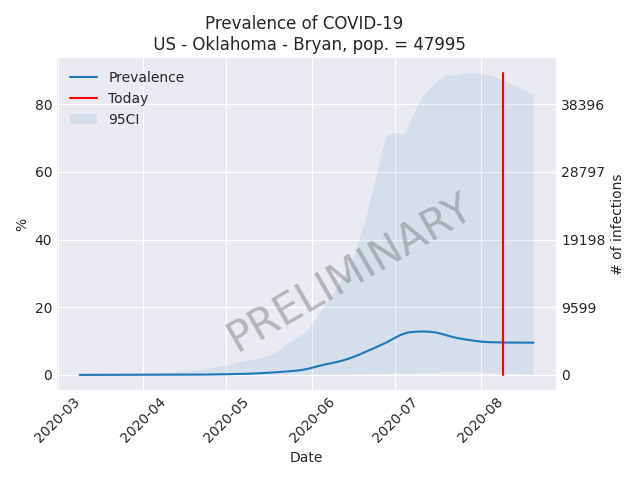 Prevalence of COVID-19
US - Oklahoma - Bryan, pop. = 47995
Prevalence
Today
95CI
80
60
40
20
0
%
38396
28797
19198
9599
0
# of infections
PRELIMINARY
2020-03
2020-04
2020-05
2020-06
2020-07
2020-08
Date